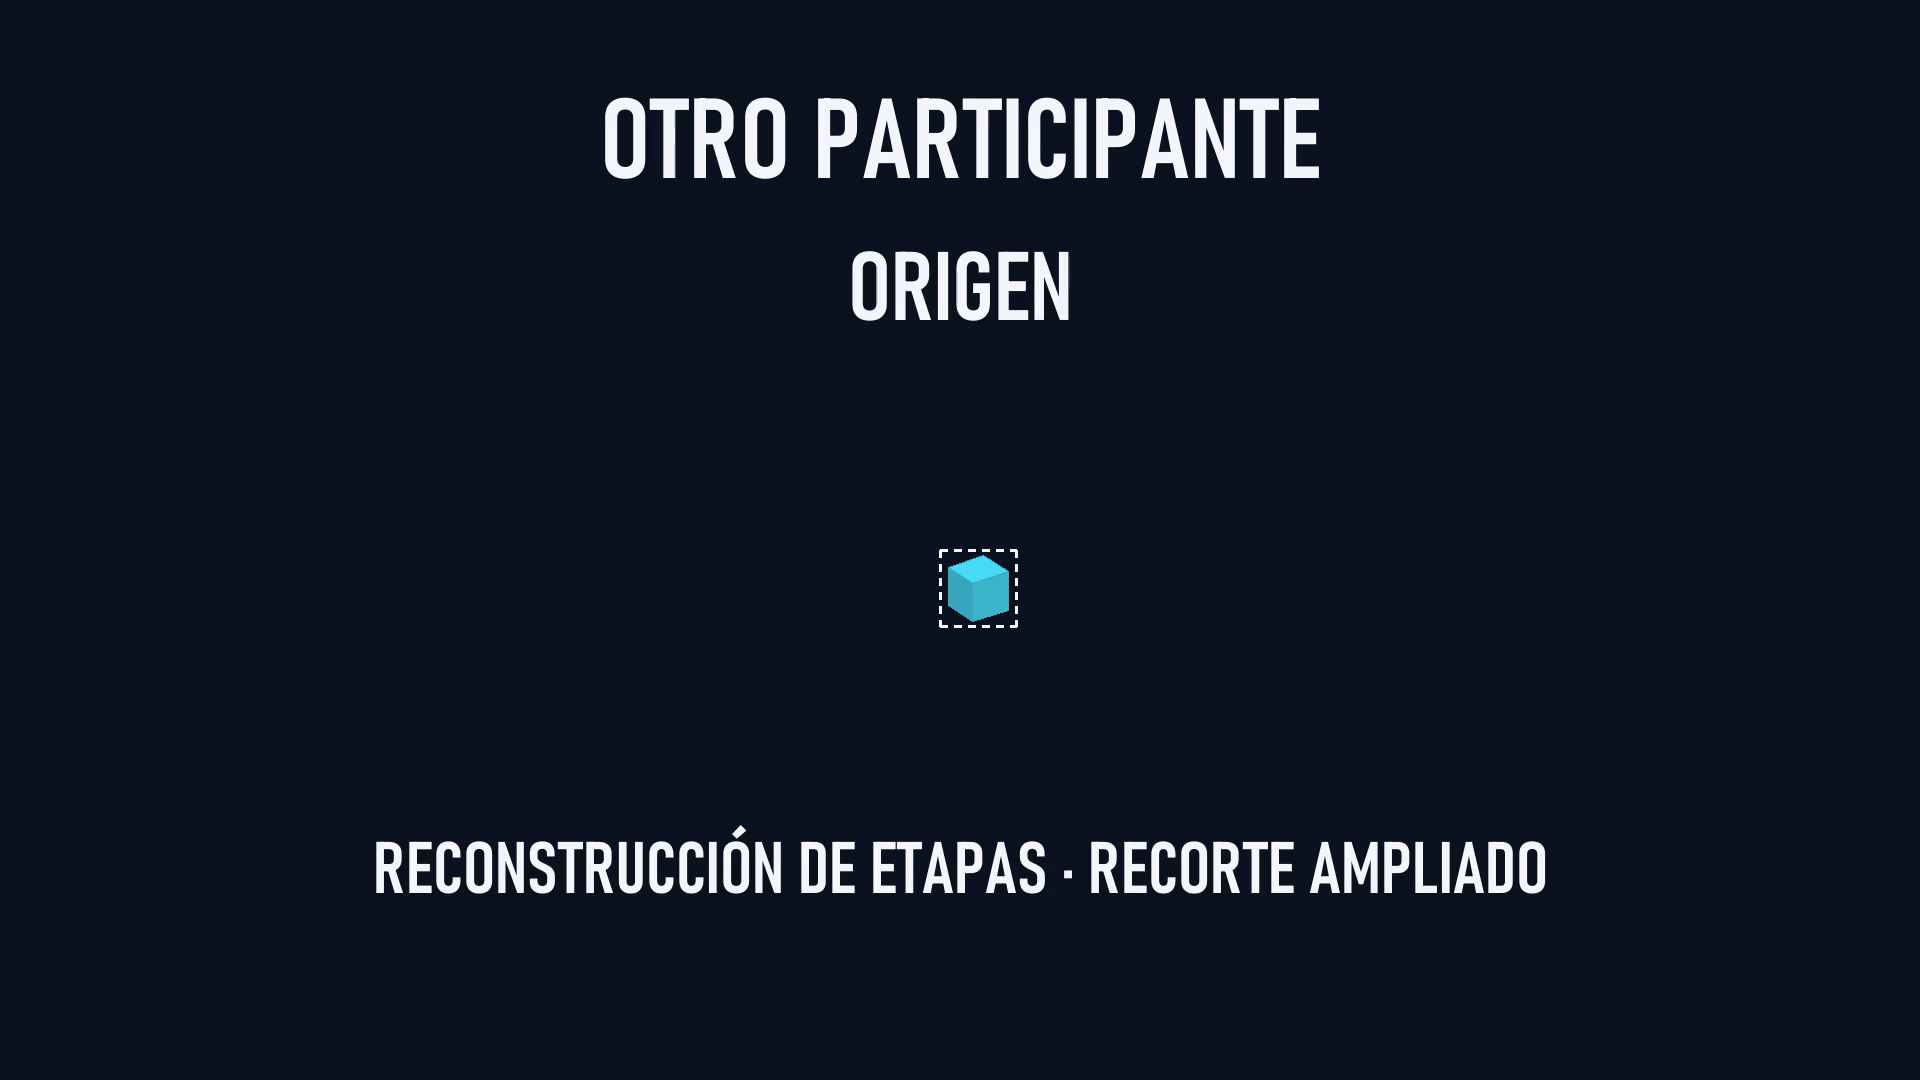 OTRO PARTICIPANTE
ORIGEN
RECONSTRUCCIÓN DE ETAPAS · RECORTE AMPLIADO